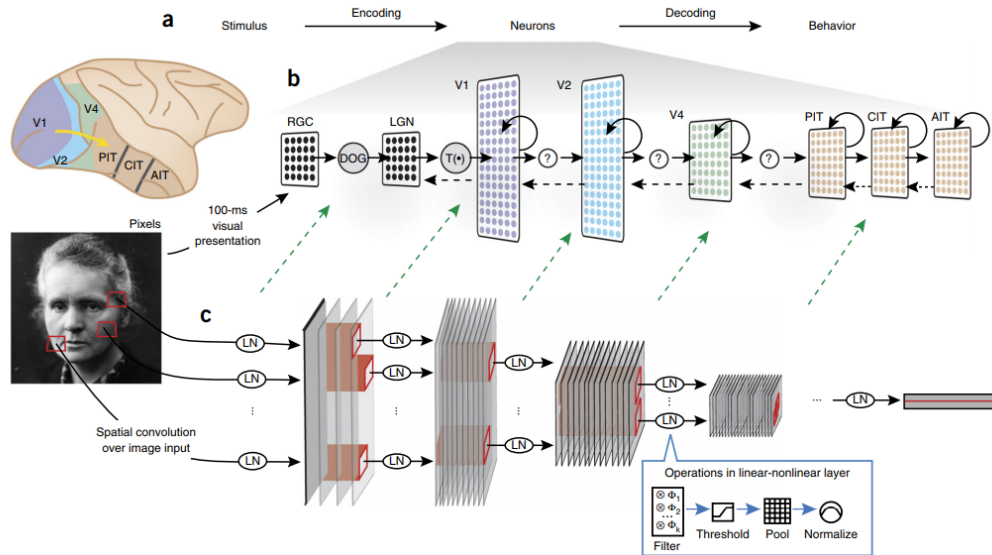 a
Stimulus
Encoding
Neurons
Decoding
Behavior
b
V1
V2
V4
PIT
CIT
AIT
RGC
LGN
DOG
T(•)
?
?
?
V1
V4
V2
PIT
CIT
AIT
100-ms
visual
presentation
Pixels
c
LN
LN
LN
LN
LN
LN
LN
LN
LN
LN
LN
LN
...
...
...
...
...
Spatial convolution
over image input
Operations in linear-nonlinear layer
⊗ Φ1
⊗ Φ2
...
⊗ Φk
Filter
Threshold
Pool
Normalize